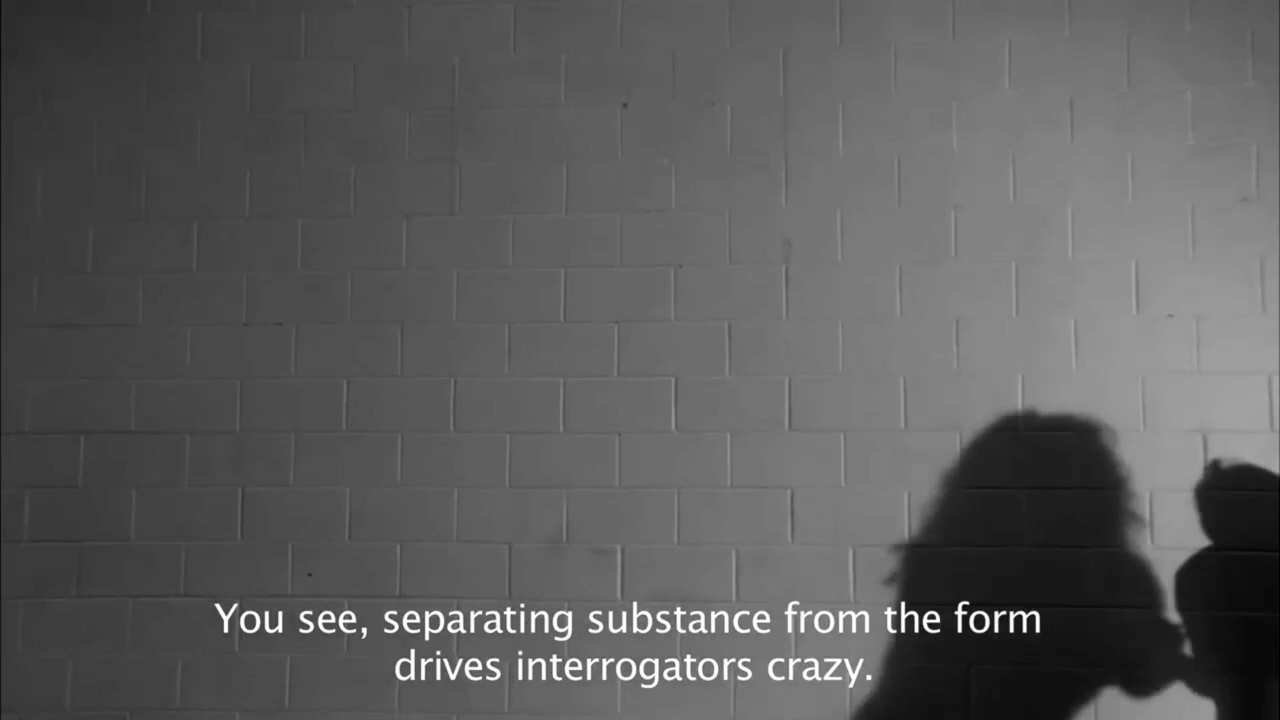 You see, separating substance from the form
drives interrogators crazy.